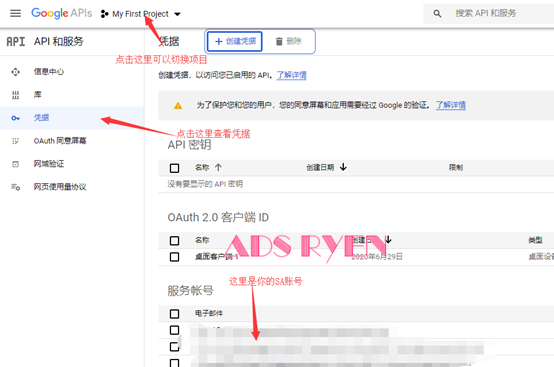 Google APIs
My First Project
搜索 API 和服务
API
API 和服务
凭据
+ 创建凭据
删除
点击这里可以切换项目
信息中心
创建凭据，以访问您已启用的 API。了解详情
库
为了保护您和您的用户，您的同意屏幕和应用需要经过 Google 的验证。 了解详情
凭据
点击这里查看凭据
OAuth 同意屏幕
API 密钥
网域验证
名称
创建日期
限制
网页使用量协议
没有要显示的 API 密钥
OAuth 2.0 客户端 ID
ADS RYEN
名称
创建日期
类型
桌面客户端 1
2020年6月29日
桌面设
服务帐号
这里是你的SA账号
电子邮件